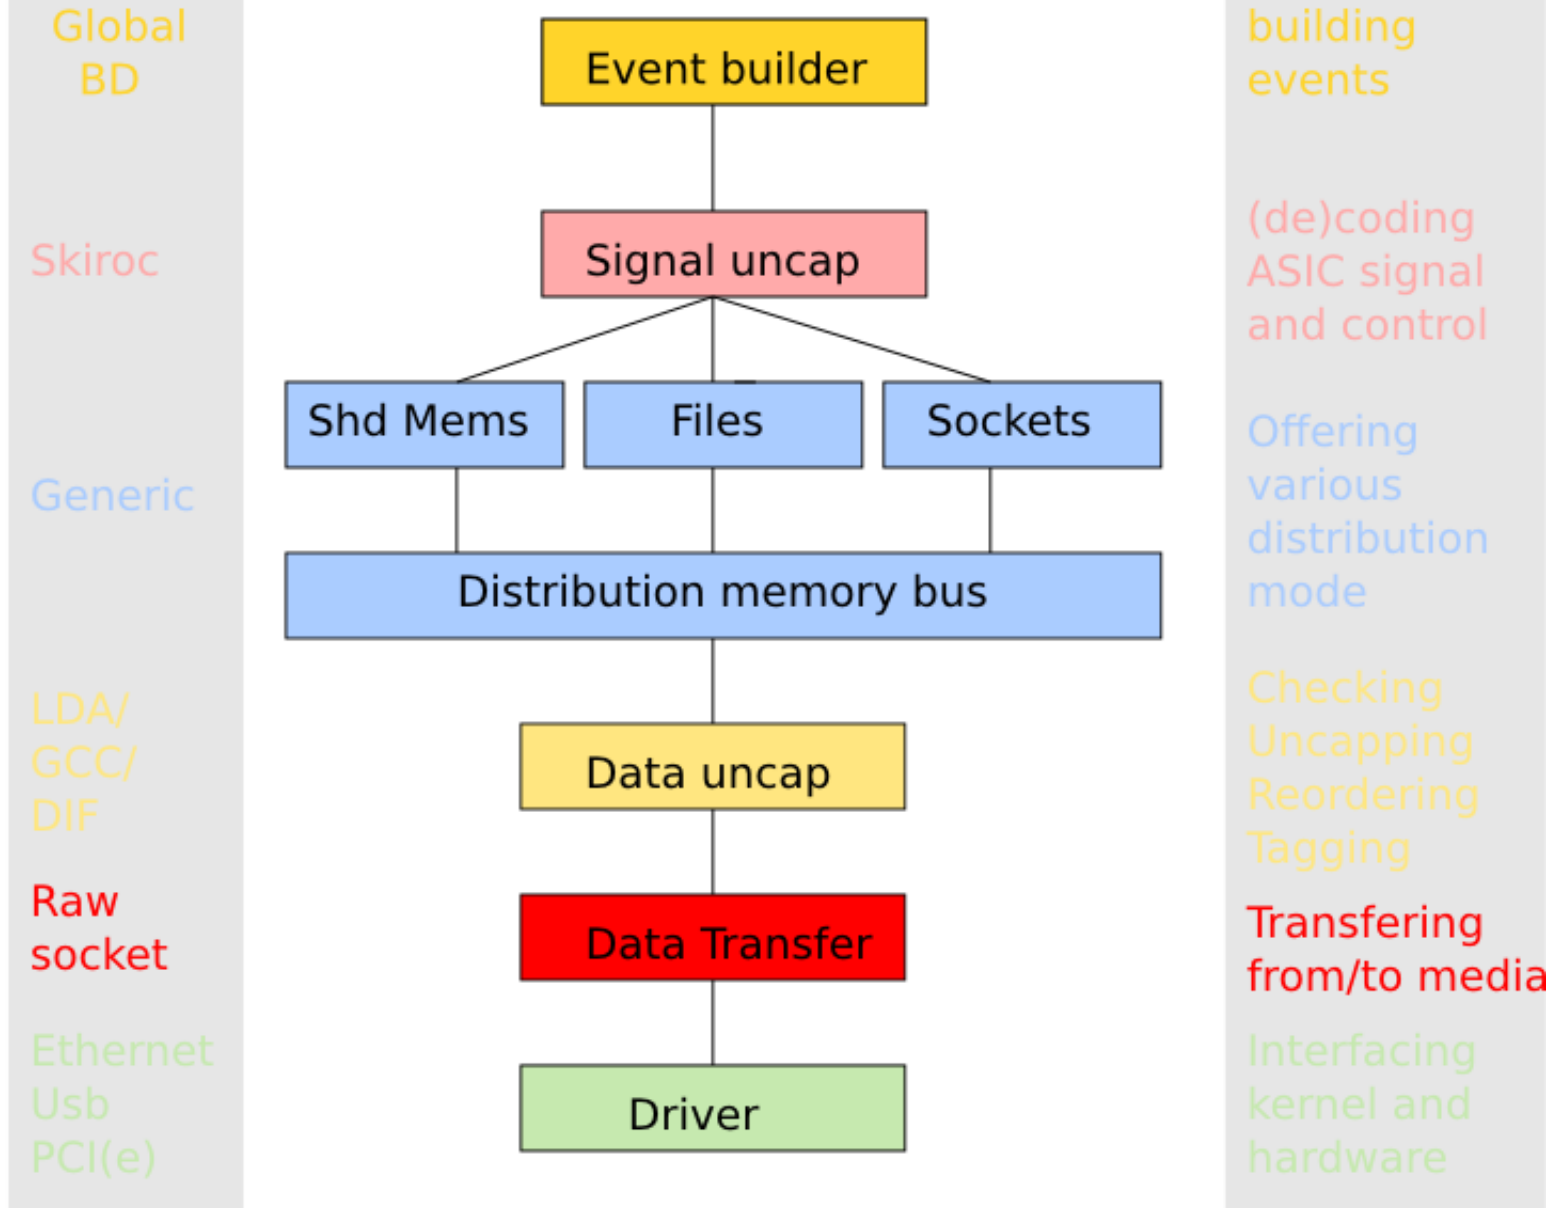 Global
BD
Event builder
building
events
Skiroc
Signal uncap
(de)coding
ASIC signal
and control
Generic
Shd Mems
Files
Sockets
Distribution memory bus
Offering
various
distribution
mode
LDA/
GCC/
DIF
Data uncap
Checking
Uncapping
Reordering
Tagging
Raw
socket
Data Transfer
Transfering
from/to media
Ethernet
Usb
PCI(e)
Driver
Interfacing
kernel and
hardware